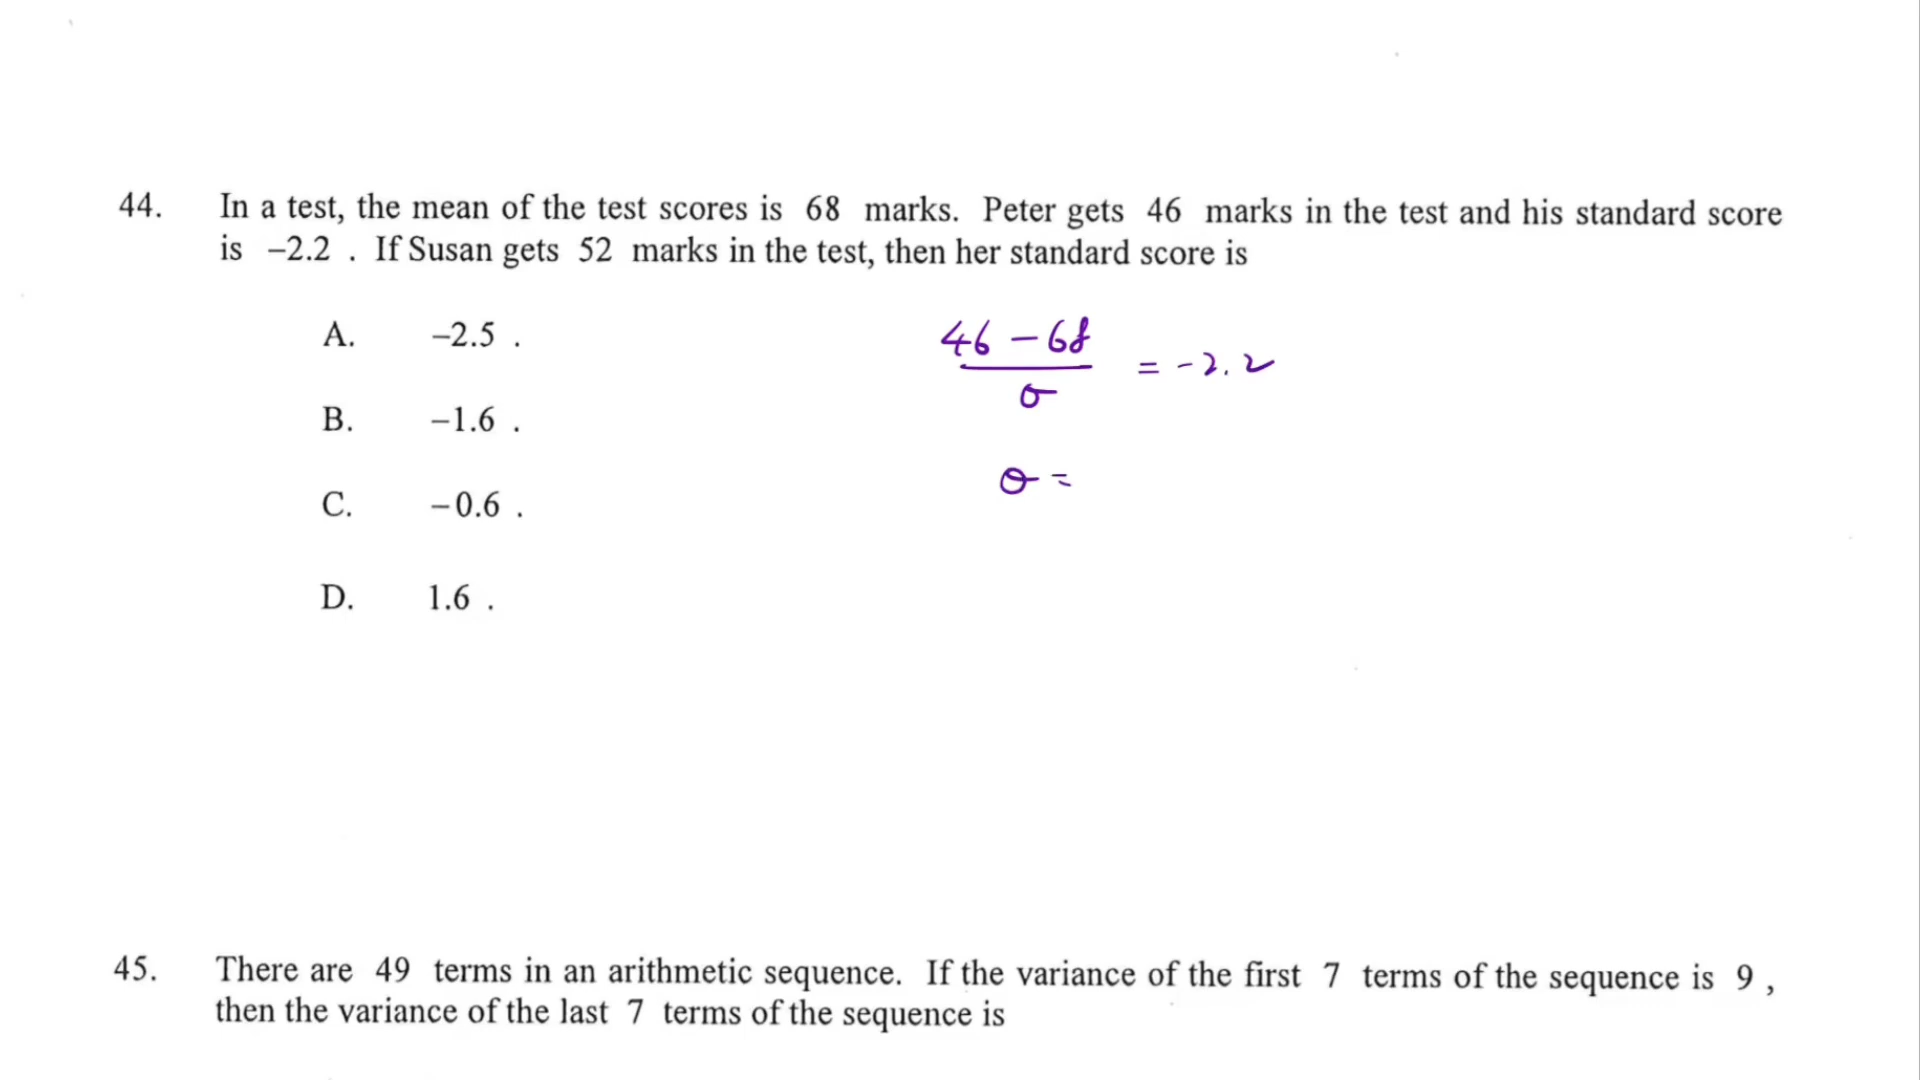 44. In a test, the mean of the test scores is 68 marks. Peter gets 46 marks in the test and his standard score
is −2.2 . If Susan gets 52 marks in the test, then her standard score is
A. −2.5 .
B. −1.6 .
C. −0.6 .
D. 1.6 .
46 − 68
σ
= −2.2
σ =
45. There are 49 terms in an arithmetic sequence. If the variance of the first 7 terms of the sequence is 9 ,
then the variance of the last 7 terms of the sequence is